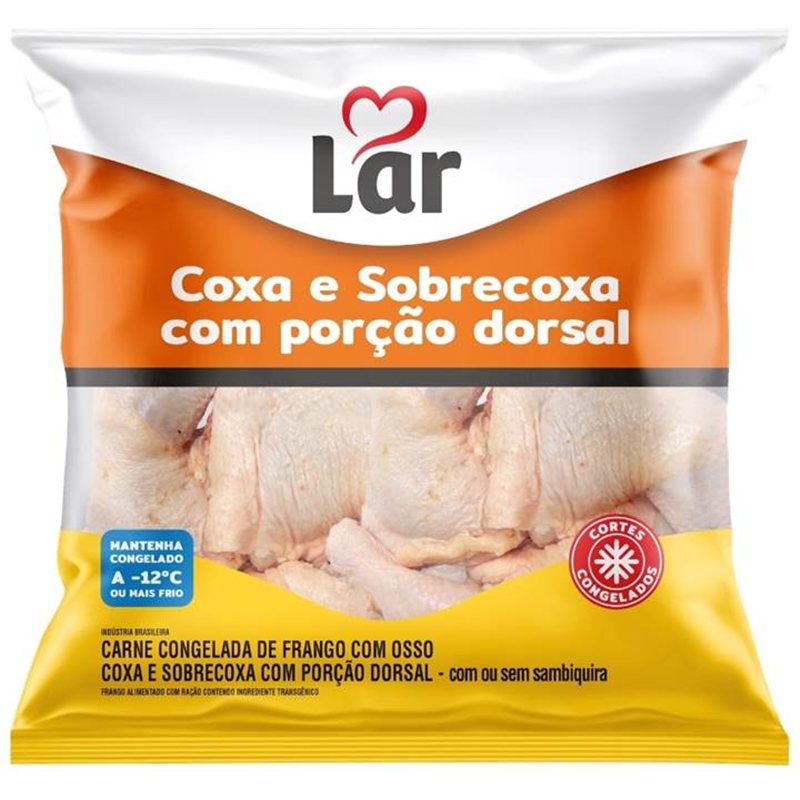 Lar
Coxa e Sobrecoxa
com porção dorsal
MANTENHA
CONGELADO
A -12°C
OU MAIS FRIO
CORTES
CONGELADOS
INDÚSTRIA BRASILEIRA
CARNE CONGELADA DE FRANGO COM OSSO
COXA E SOBRECOXA COM PORÇÃO DORSAL - com ou sem sambiquira
FRANGO ALIMENTADO COM RAÇÃO CONTENDO INGREDIENTE TRANSGÊNICO